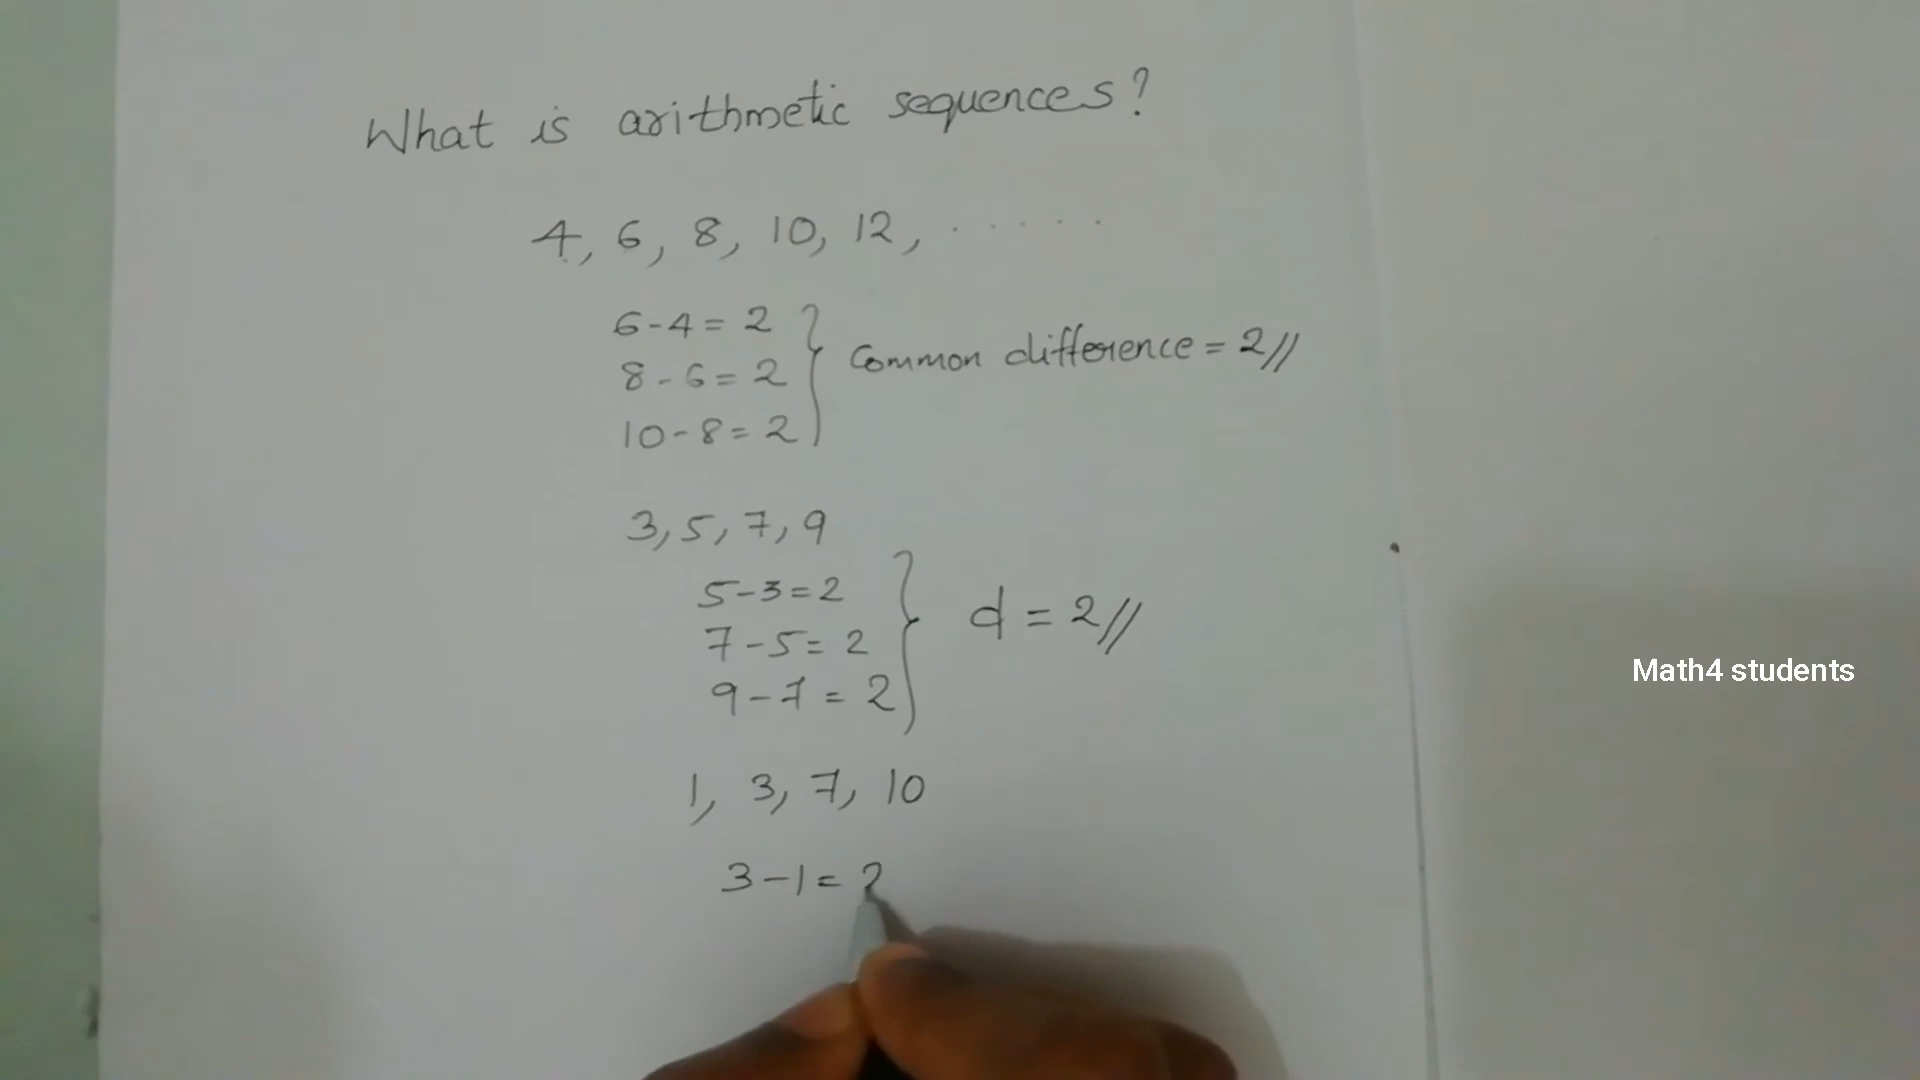 What is arithmetic sequences?
4, 6, 8, 10, 12, . . . . .
6-4 = 2
8-6 = 2
10-8 = 2
Common difference = 2//
3, 5, 7, 9
5-3=2
7-5= 2
9-7 = 2
d = 2//
Math4 students
1, 3, 7, 10
3-1= 2